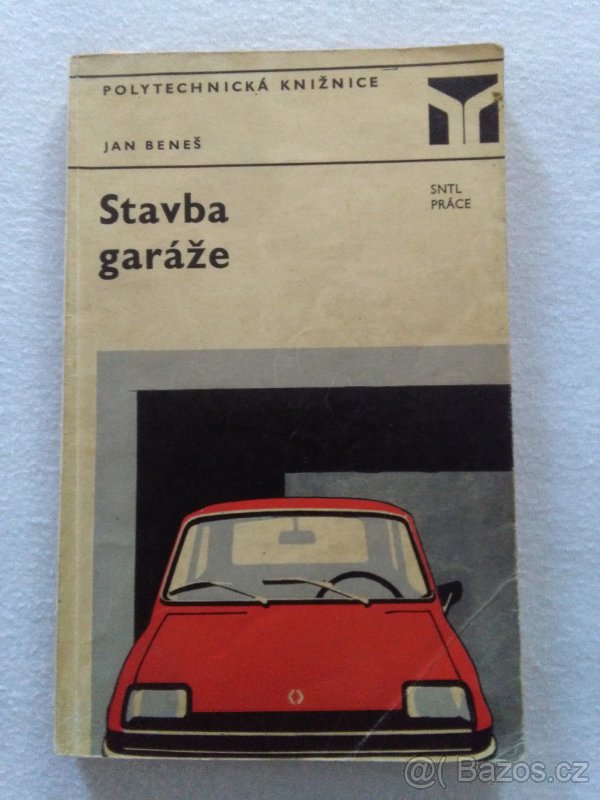 POLYTECHNICKÁ KNIŽNICE
JAN BENEŠ
SNTL
PRÁCE
Stavba
garáže
@( Bazos.cz